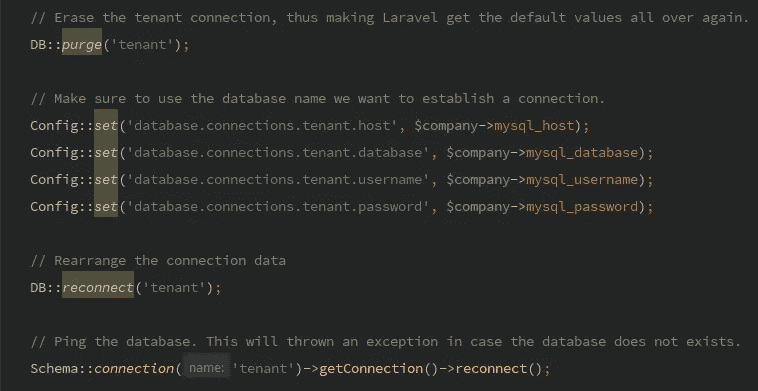 // Erase the tenant connection, thus making Laravel get the default values all over again.
DB::purge('tenant');
// Make sure to use the database name we want to establish a connection.
Config::set('database.connections.tenant.host', $company->mysql_host);
Config::set('database.connections.tenant.database', $company->mysql_database);
Config::set('database.connections.tenant.username', $company->mysql_username);
Config::set('database.connections.tenant.password', $company->mysql_password);
// Rearrange the connection data
DB::reconnect('tenant');
// Ping the database. This will thrown an exception in case the database does not exists.
Schema::connection( name: 'tenant')->getConnection()->reconnect();